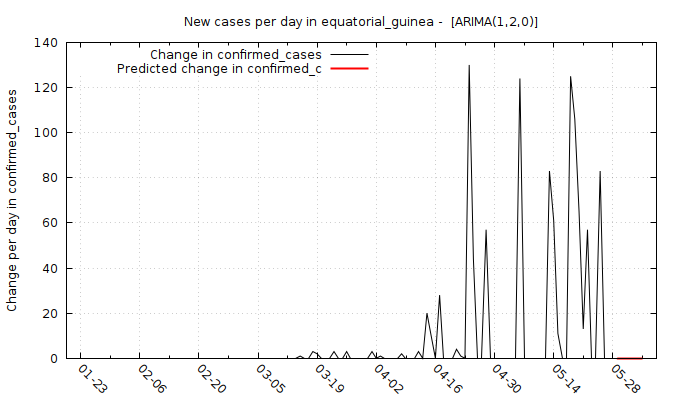 New cases per day in equatorial_guinea -  [ARIMA(1,2,0)]
Change in confirmed_cases
Predicted change in confirmed_c
Change per day in confirmed_cases
140
120
100
80
60
40
20
0
01-23 02-06 02-20 03-05 03-19 04-02 04-16 04-30 05-14 05-28